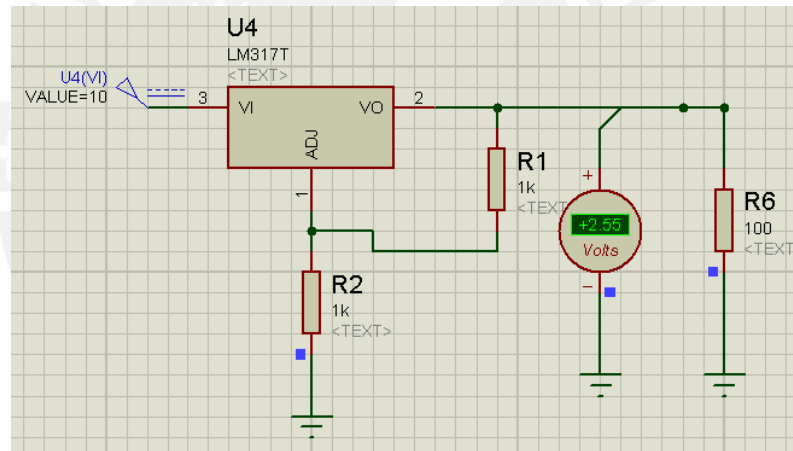 U4
LM317T
<TEXT>
U4(VI)
VALUE=10
3
VI
VO
2
ADJ
1
R1
1k
<TEXT>
+
+2.55
Volts
−
R6
100
<TEXT
R2
1k
<TEXT>